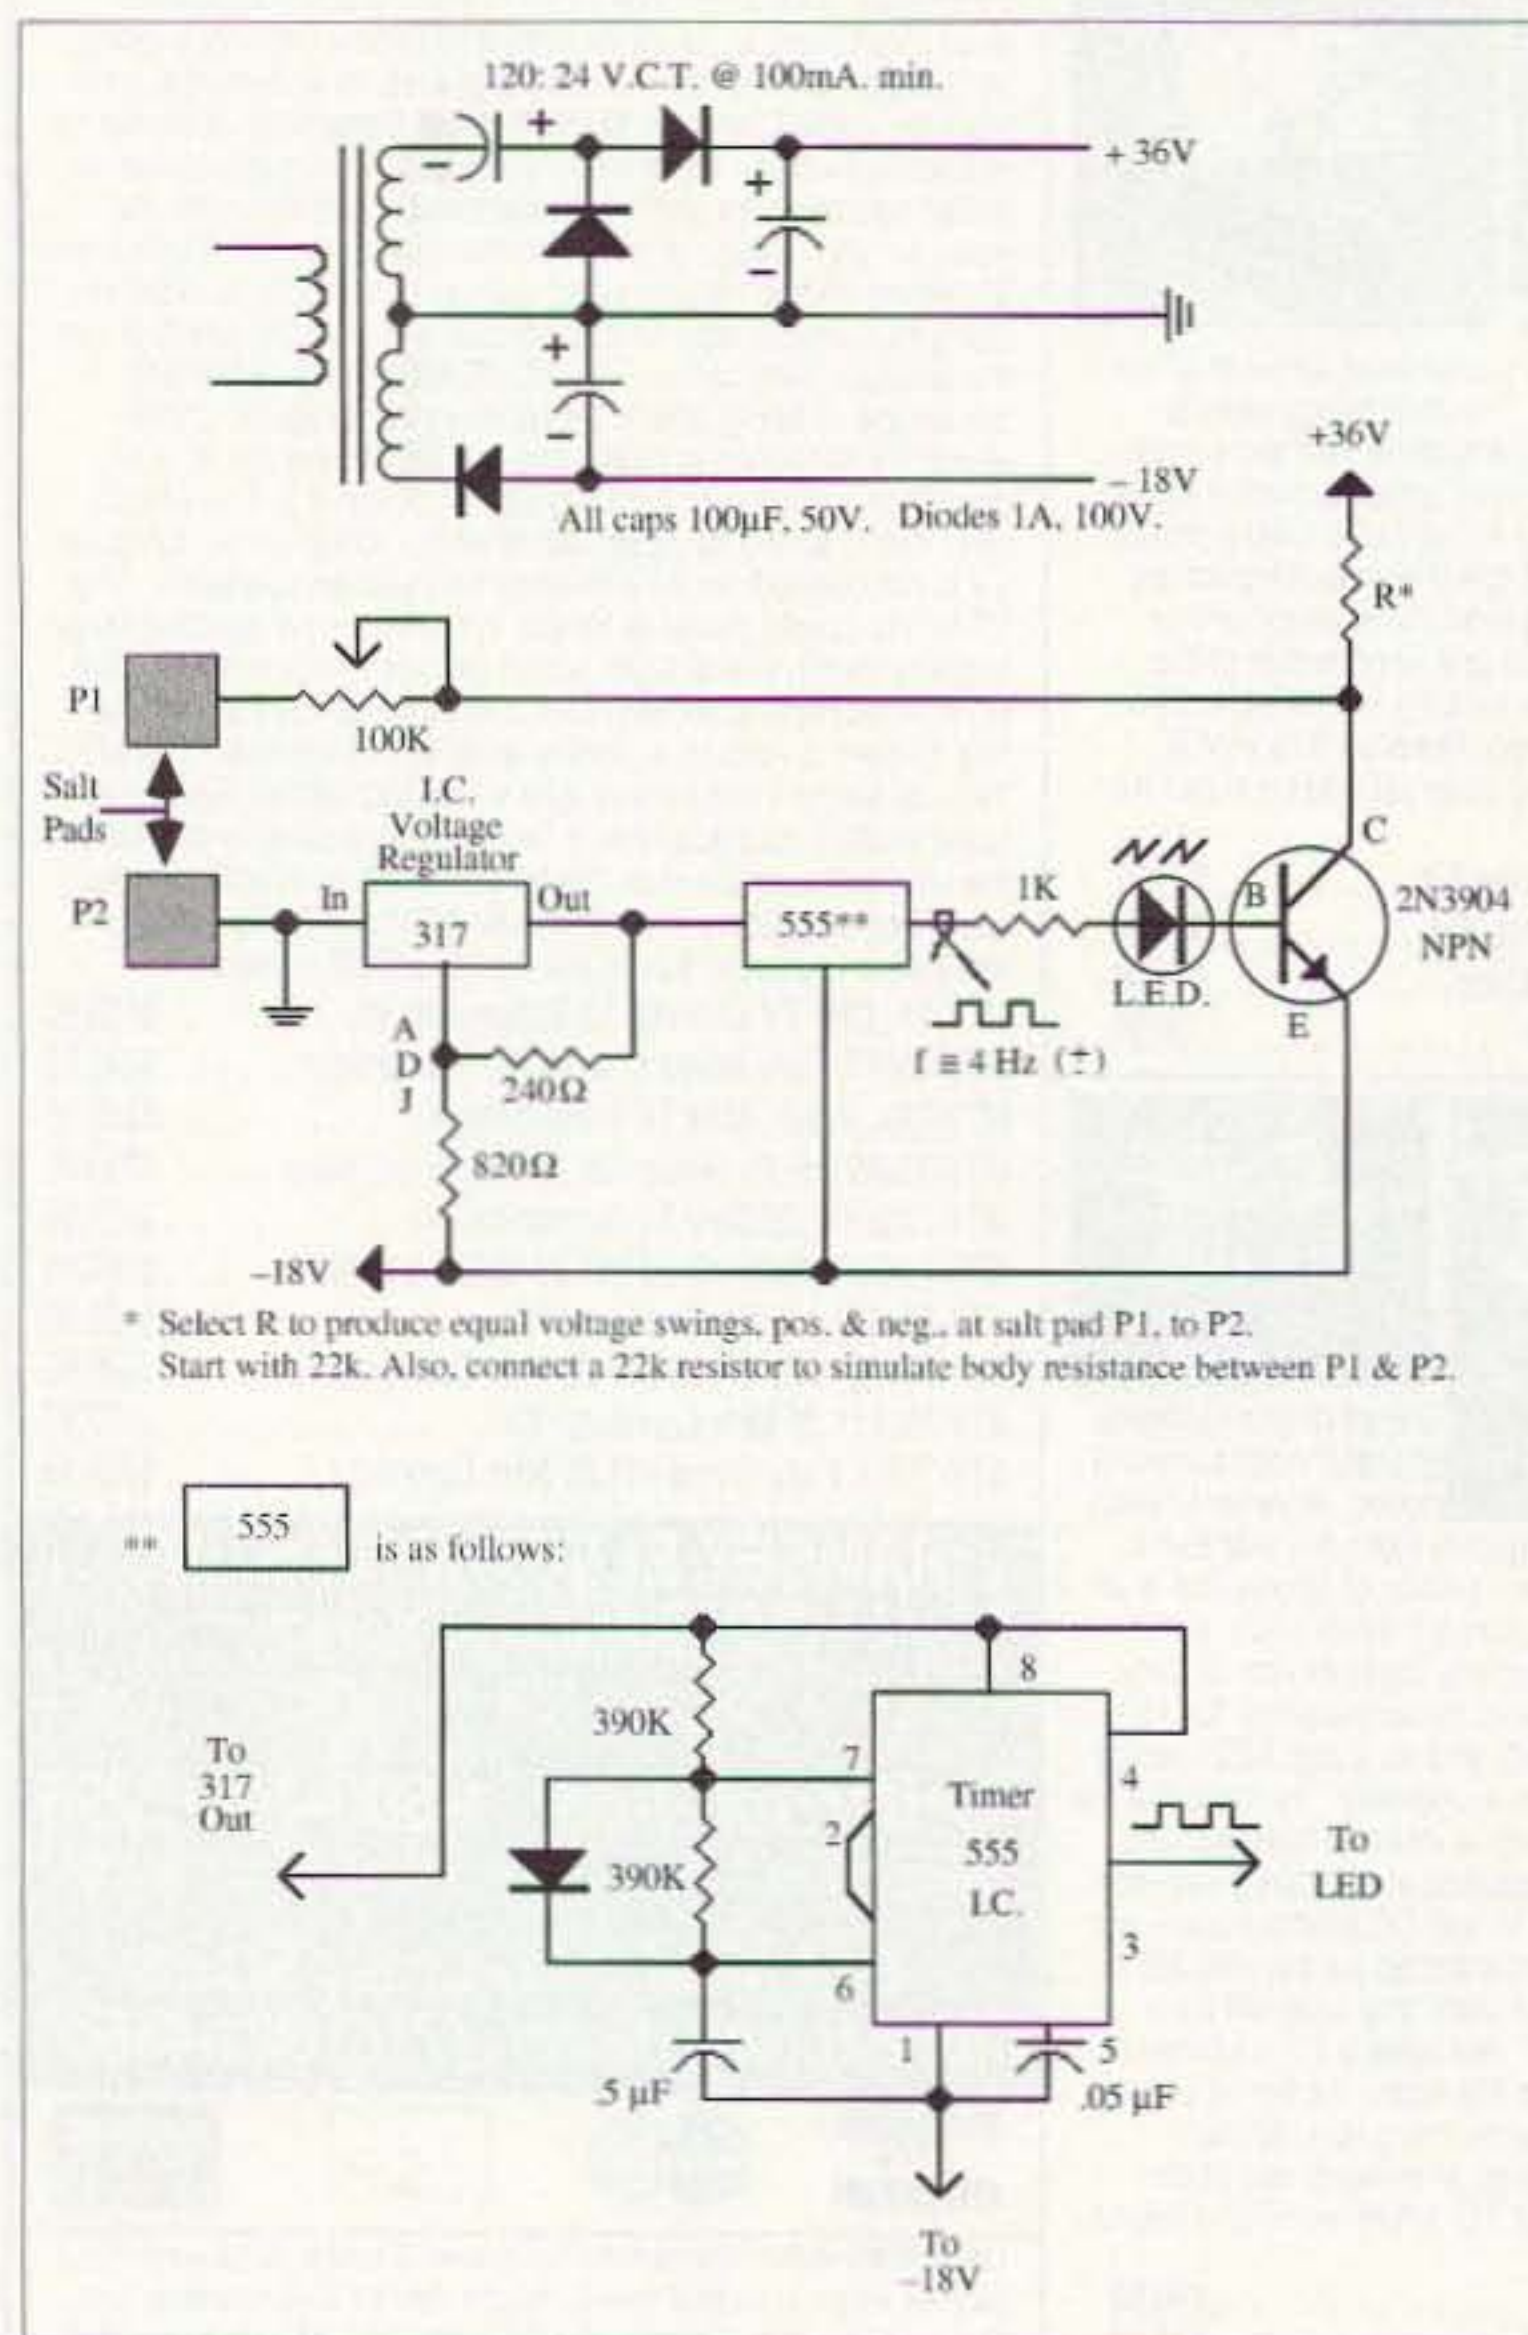 120: 24 V.C.T. @ 100mA. min.
+
−
+ 36V
+
−
+
−
+36V
– 18V
All caps 100µF, 50V. Diodes 1A, 100V.
R*
P1
100K
Salt
Pads
I.C.
Voltage
Regulator
C
P2
In
317
Out
555**
1K
B
2N3904
NPN
L.E.D.
E
A
D
J
240Ω
f ≅ 4 Hz (±)
820Ω
–18V
* Select R to produce equal voltage swings, pos. & neg., at salt pad P1, to P2.
Start with 22k. Also, connect a 22k resistor to simulate body resistance between P1 & P2.
** 555 is as follows:
8
390K
To
317
Out
7
4
Timer
555
I.C.
2
390K
To
LED
3
6
1
5
.5 µF
.05 µF
To
–18V